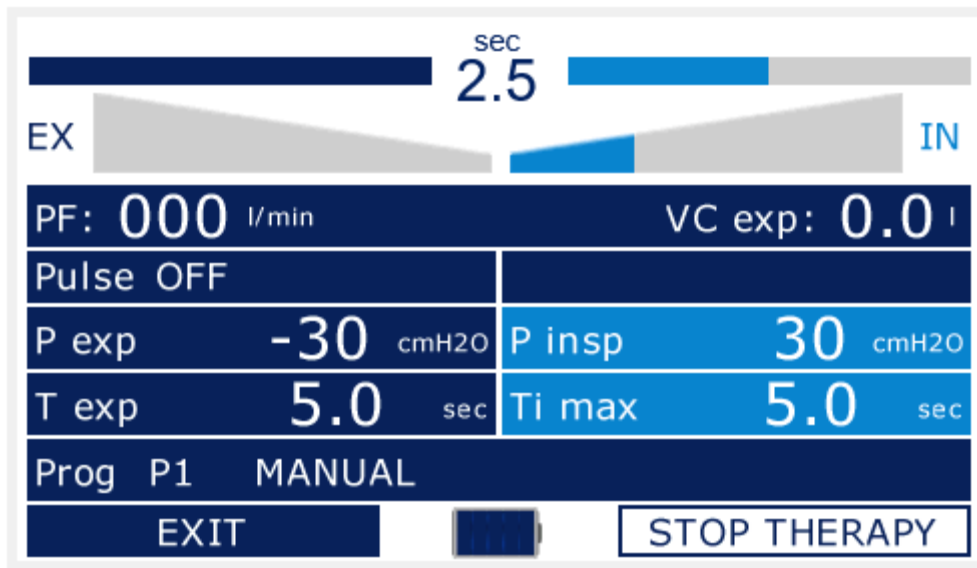 sec
2.5
EX IN
PF: 000 l/min VC exp: 0.0 l
Pulse OFF
P exp -30 cmH2O P insp 30 cmH2O
T exp 5.0 sec Ti max 5.0 sec
Prog P1 MANUAL
EXIT STOP THERAPY